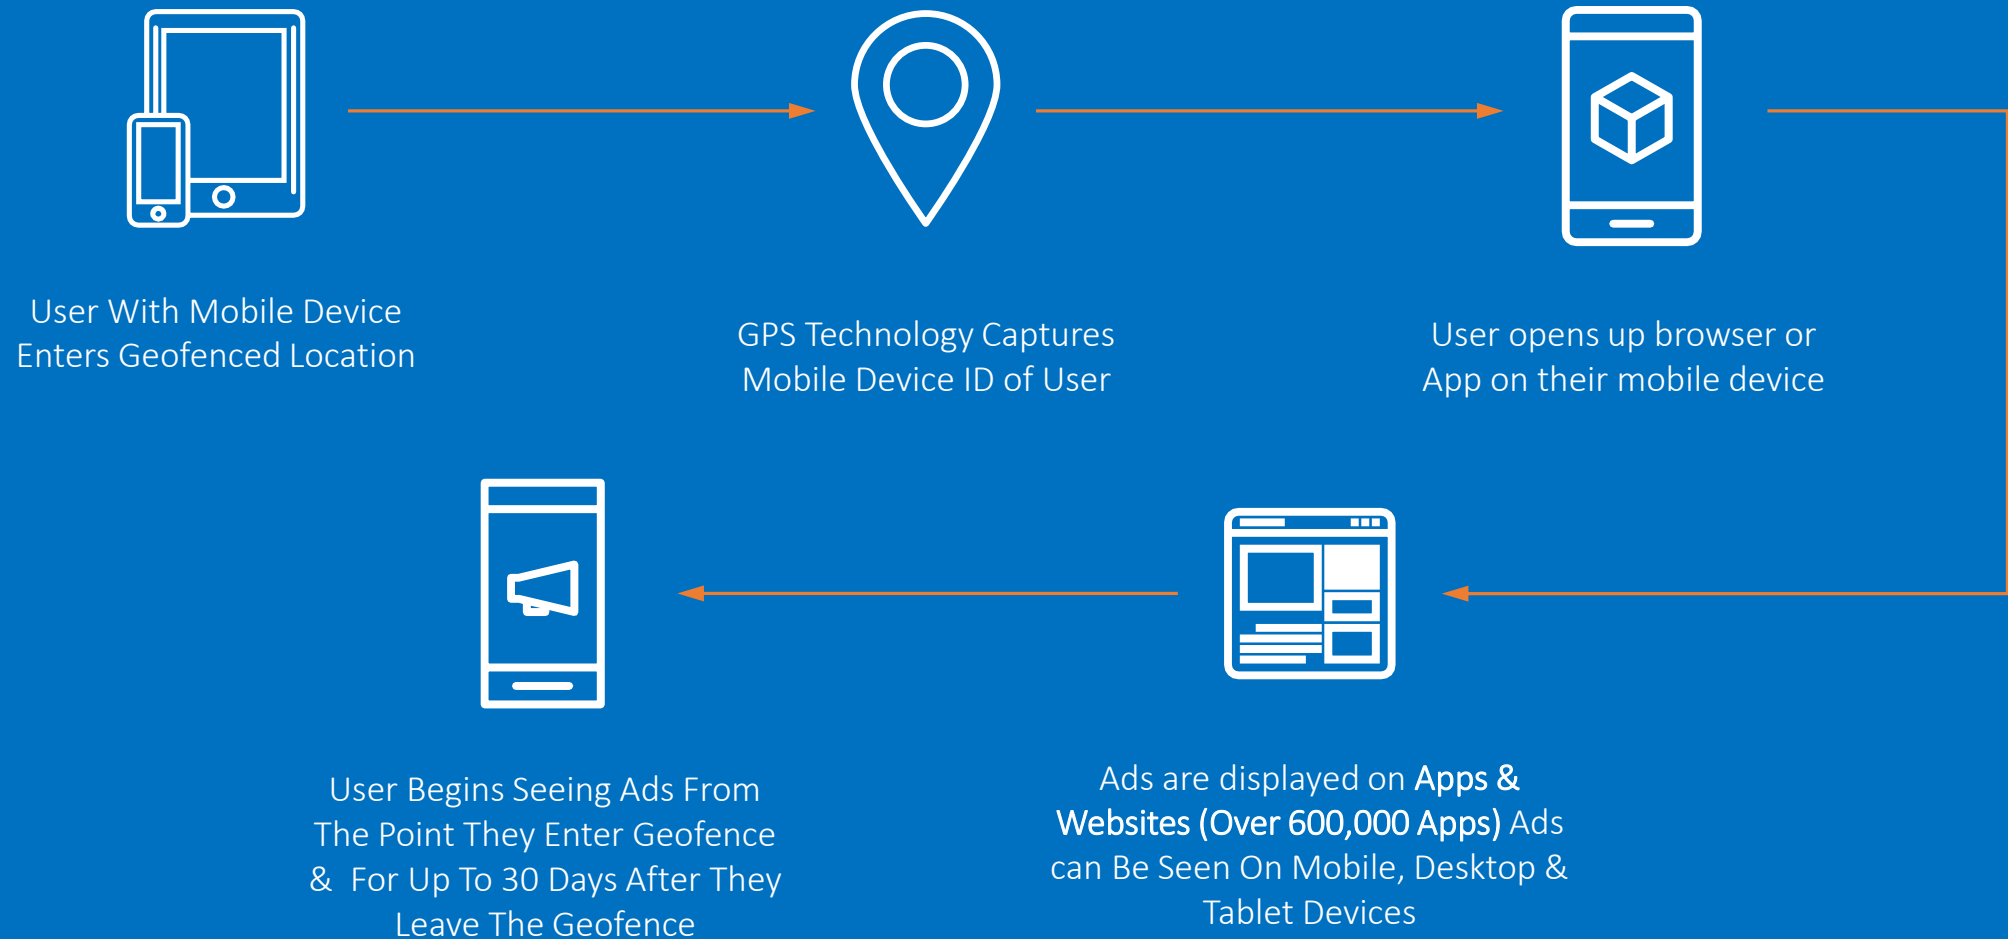 User With Mobile Device
Enters Geofenced Location
GPS Technology Captures
Mobile Device ID of User
User opens up browser or
App on their mobile device
User Begins Seeing Ads From
The Point They Enter Geofence
&  For Up To 30 Days After They
Leave The Geofence
Ads are displayed on Apps &
Websites (Over 600,000 Apps) Ads
can Be Seen On Mobile, Desktop &
Tablet Devices